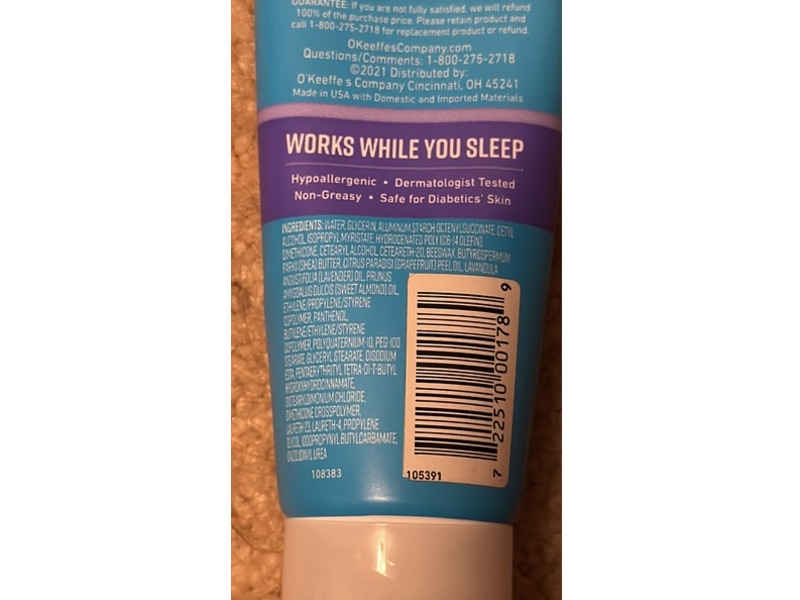 GUARANTEE: If you are not fully satisfied, we will refund
100% of the purchase price. Please retain product and
call 1-800-275-2718 for replacement product or refund.
OKeeffesCompany.com
Questions/Comments: 1-800-275-2718
©2021 Distributed by:
O'Keeffe s Company Cincinnati, OH 45241
Made in USA with Domestic and Imported Materials
WORKS WHILE YOU SLEEP
Hypoallergenic • Dermatologist Tested
Non-Greasy • Safe for Diabetics' Skin
INGREDIENTS: WATER, GLYCERIN, ALUMINUM STARCH OCTENYLSUCCINATE, CETYL
ALCOHOL, ISOPROPYL MYRISTATE, HYDROGENATED POLY (C6-14 OLEFIN),
DIMETHICONE, CETEARYL ALCOHOL, CETEARETH-20, BEESWAX, BUTYROSPERMUM
PARKII (SHEA) BUTTER, CITRUS PARADISI (GRAPEFRUIT) PEEL OIL, LAVANDULA
ANGUSTIFOLIA (LAVENDER) OIL, PRUNUS
AMYGDALUS DULCIS (SWEET ALMOND) OIL,
ETHYLENE/PROPYLENE/STYRENE
COPOLYMER, PANTHENOL,
BUTYLENE/ETHYLENE/STYRENE
COPOLYMER, POLYQUATERNIUM-10, PEG-100
STEARATE, GLYCERYL STEARATE, DISODIUM
EDTA, PENTAERYTHRITYL TETRA-DI-T-BUTYL
HYDROXYHYDROCINNAMATE,
DISTEARYLDIMONIUM CHLORIDE,
DIMETHICONE CROSSPOLYMER,
LAURETH-23, LAURETH-4, PROPYLENE
GLYCOL, IODOPROPYNYL BUTYLCARBAMATE,
DIAZOLIDINYL UREA
108383
105391
7 22510 00178 9